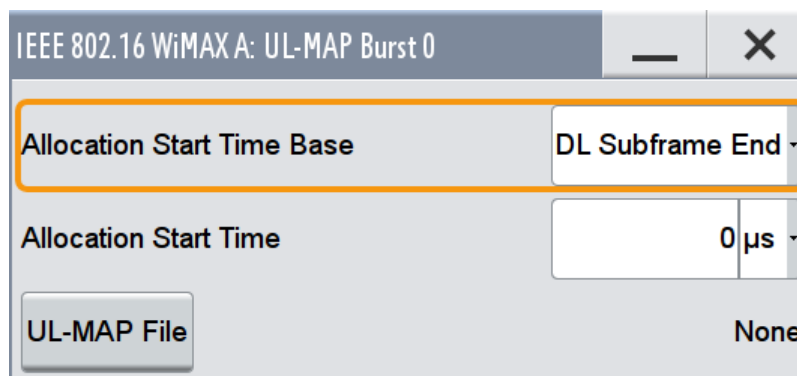 IEEE 802.16 WiMAX A: UL-MAP Burst 0
Allocation Start Time Base DL Subframe End
Allocation Start Time 0 µs
UL-MAP File None